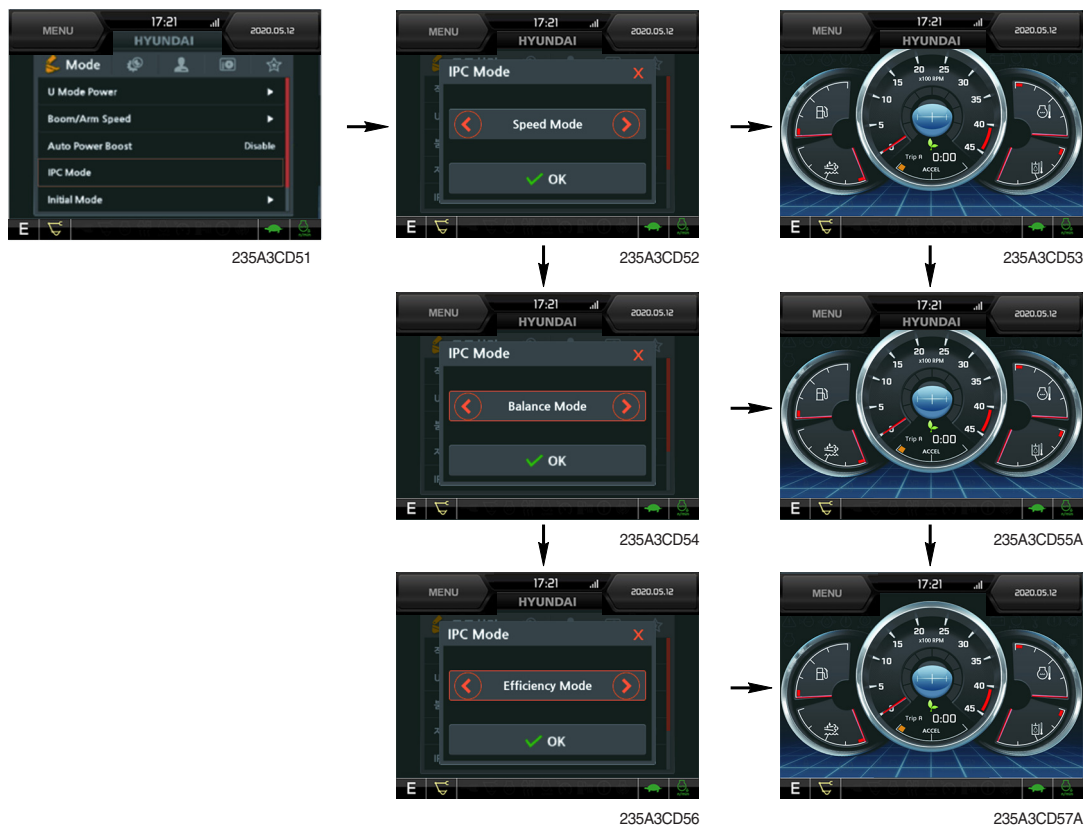 MENU
17:21
2020.05.12
HYUNDAI
Mode
U Mode Power
Boom/Arm Speed
Auto Power Boost Disable
IPC Mode
Initial Mode
E
235A3CD51
MENU
17:21
2020.05.12
HYUNDAI
IPC Mode X
Speed Mode
OK
E
235A3CD52
MENU
17:21
2020.05.12
HYUNDAI
20 25
x100 RPM
15 30
10 35
5 40
0 45
Trip A 0:00
ACCEL
E
235A3CD53
MENU
17:21
2020.05.12
HYUNDAI
IPC Mode X
Balance Mode
OK
E
235A3CD54
MENU
17:21
2020.05.12
HYUNDAI
20 25
x100 RPM
15 30
10 35
5 40
0 45
Trip A 0:00
ACCEL
E
235A3CD55A
MENU
17:21
2020.05.12
HYUNDAI
IPC Mode X
Efficiency Mode
OK
E
235A3CD56
MENU
17:21
2020.05.12
HYUNDAI
20 25
x100 RPM
15 30
10 35
5 40
0 45
Trip A 0:00
ACCEL
E
235A3CD57A